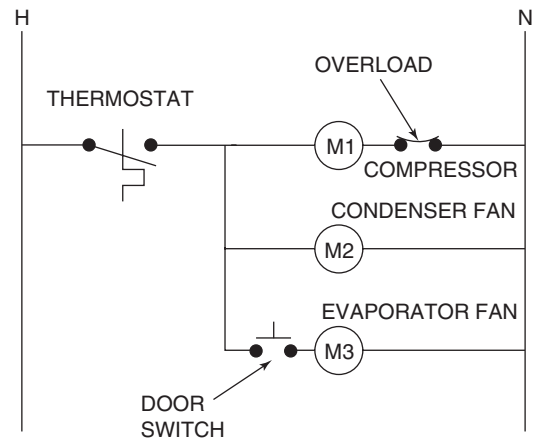 H
N
OVERLOAD
THERMOSTAT
M1
COMPRESSOR
CONDENSER FAN
M2
EVAPORATOR FAN
M3
DOOR
SWITCH